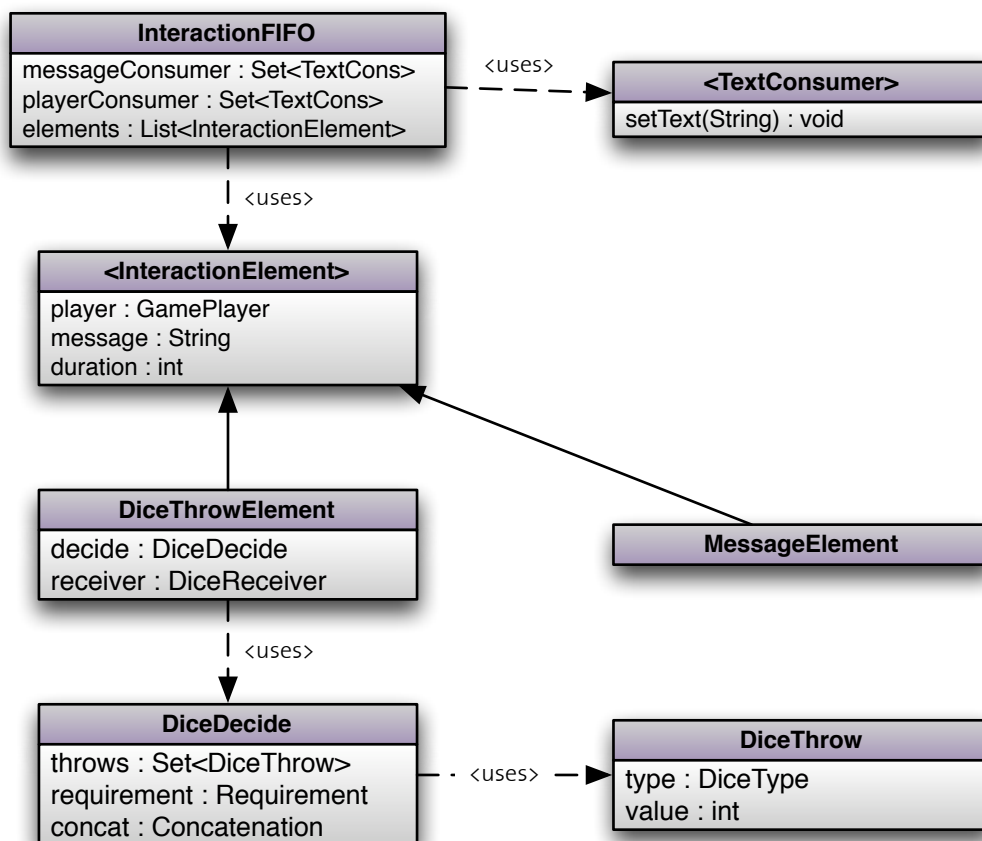 InteractionFIFO
messageConsumer : Set<TextCons>
playerConsumer : Set<TextCons>
elements : List<InteractionElement>
<uses>
<TextConsumer>
setText(String) : void
<uses>
<InteractionElement>
player : GamePlayer
message : String
duration : int
DiceThrowElement
decide : DiceDecide
receiver : DiceReceiver
MessageElement
<uses>
DiceDecide
throws : Set<DiceThrow>
requirement : Requirement
concat : Concatenation
<uses>
DiceThrow
type : DiceType
value : int